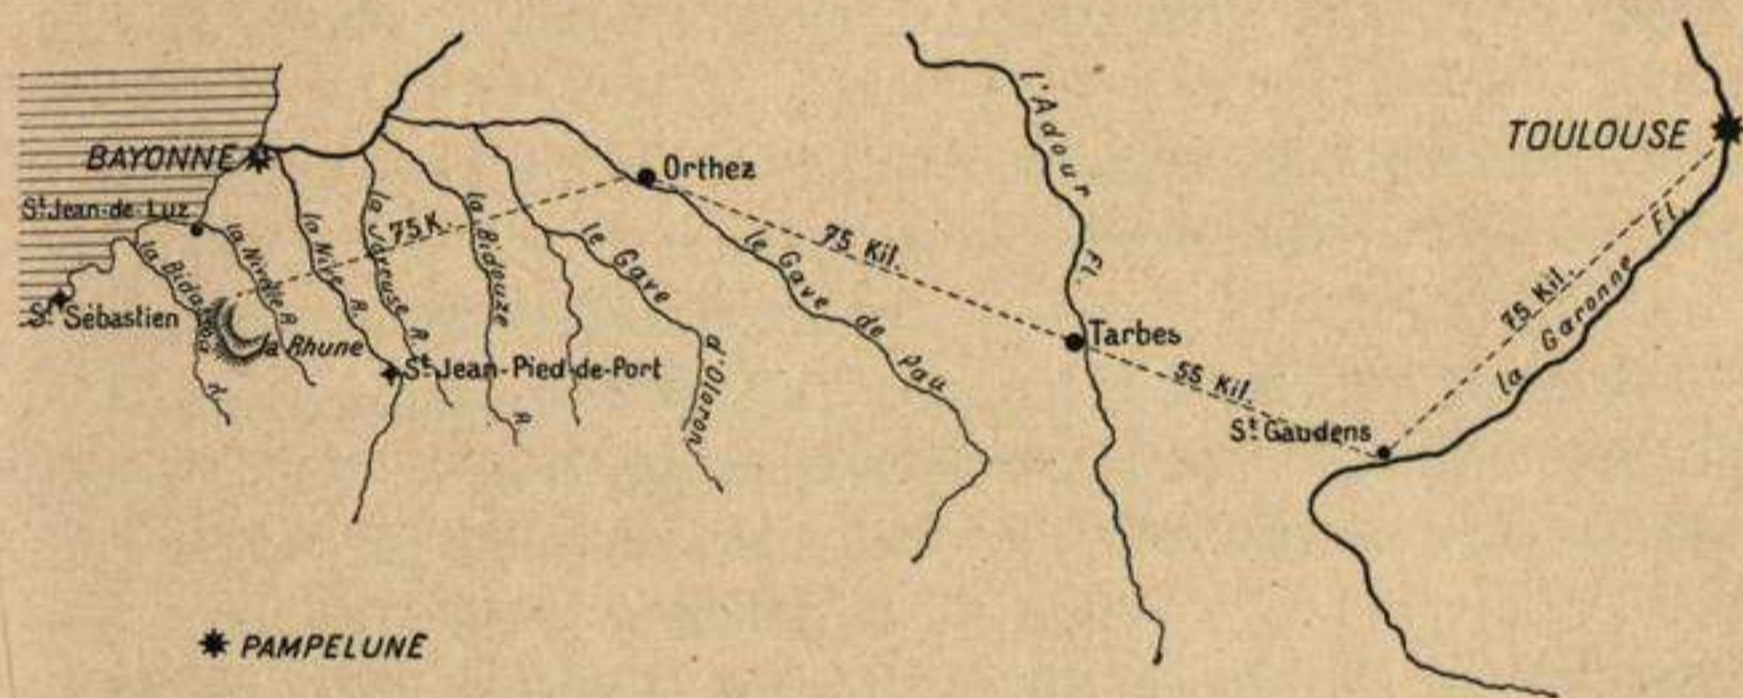 TOULOUSE
BAYONNE
Orthez
l'Adour Fl.
St Jean-de-Luz
la Bidassoa R.
la Nivelle R.
la Nive R.
la Joyeuse R.
75 K.
la Bidouze R.
le Gave d'Oloron
75 Kil.
le Gave de Pau
75 Kil.
la Garonne Fl.
St Sébastien
la Rhune
Tarbes
St Jean-Pied-de-Port
55 Kil.
St Gaudens
PAMPELUNE